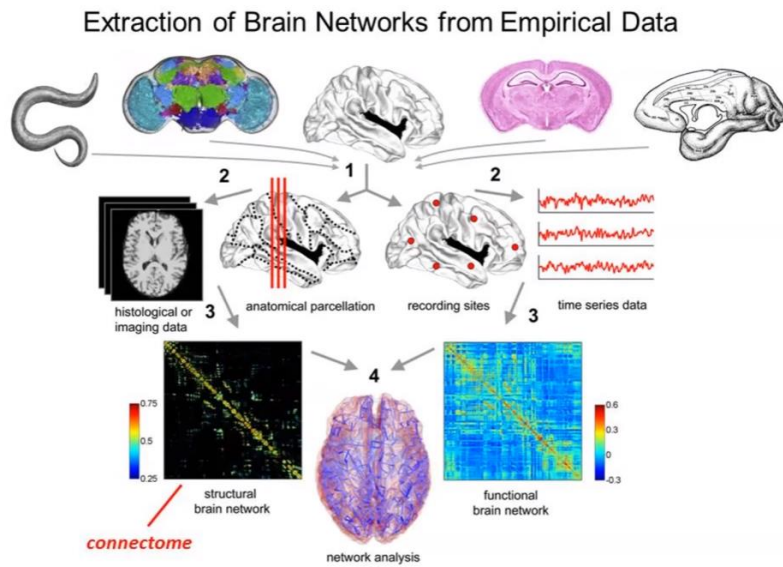 Extraction of Brain Networks from Empirical Data
1
2
2
histological or
imaging data
anatomical parcellation
recording sites
time series data
3
3
4
0.75
0.5
0.25
0.6
0.3
0
-0.3
structural
brain network
functional
brain network
connectome
network analysis